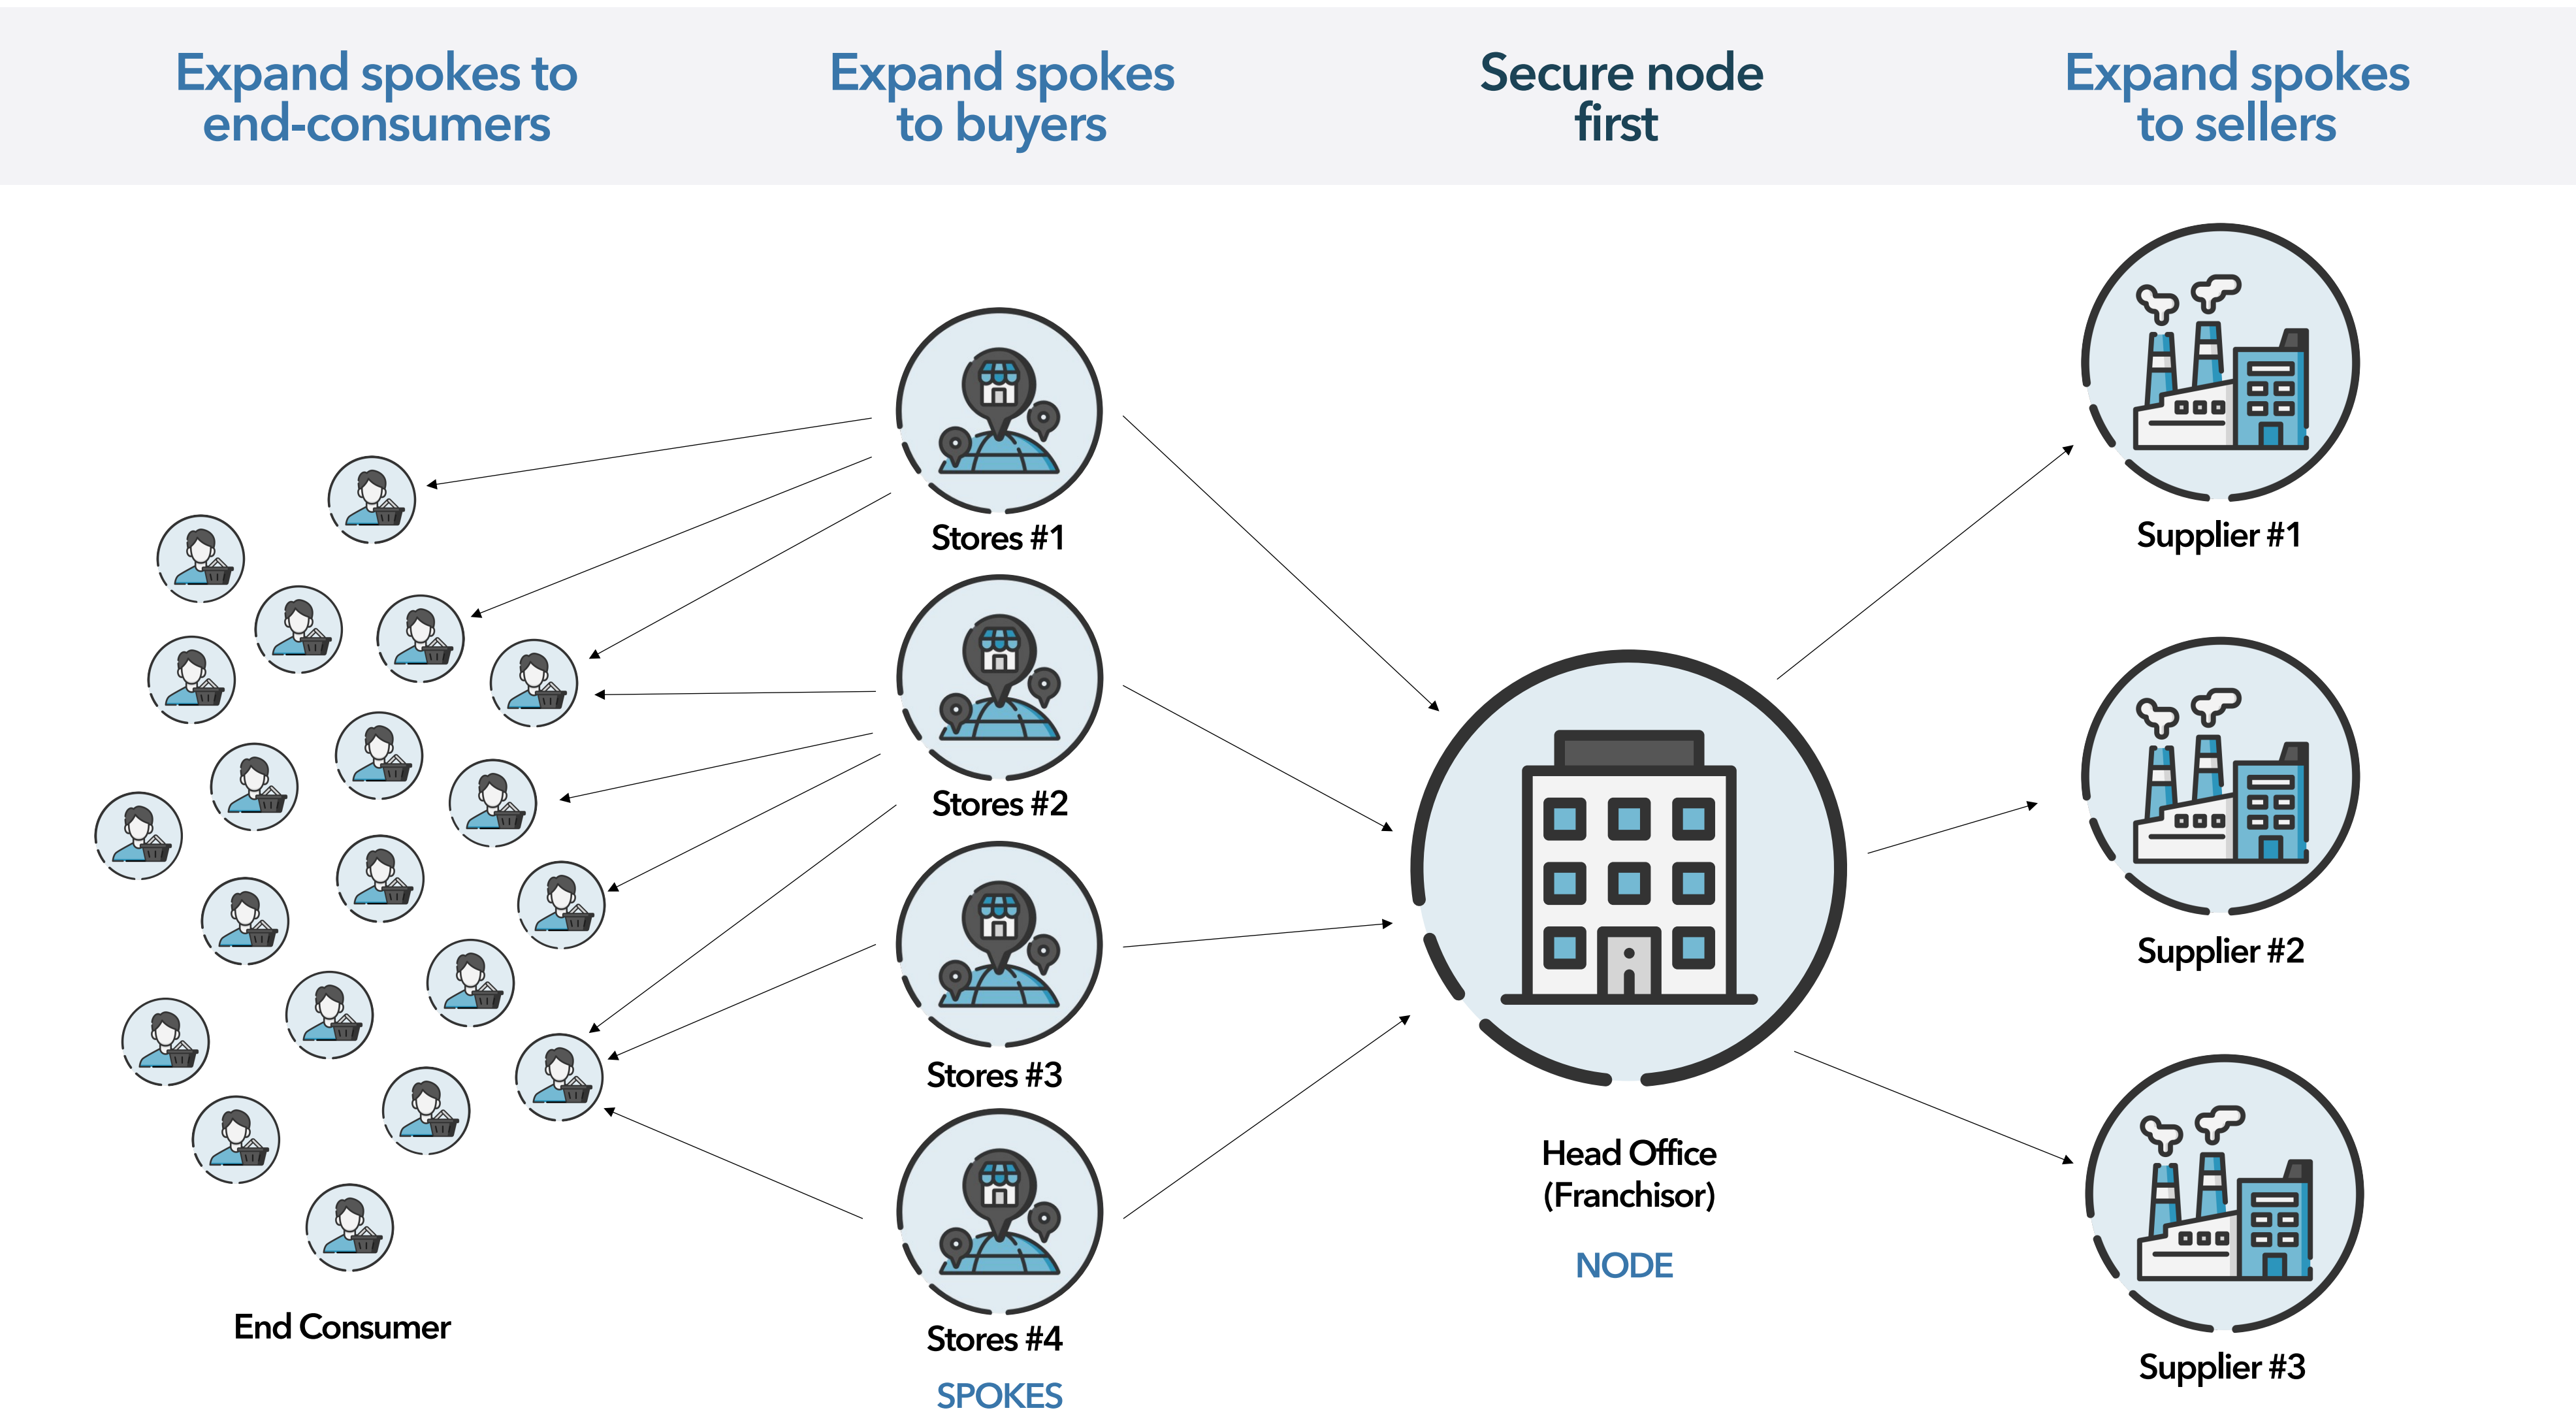 Expand spokes to
end-consumers
Expand spokes
to buyers
Secure node
first
Expand spokes
to sellers
Stores #1
Stores #2
Stores #3
Stores #4
SPOKES
End Consumer
Head Office
(Franchisor)
NODE
Supplier #1
Supplier #2
Supplier #3